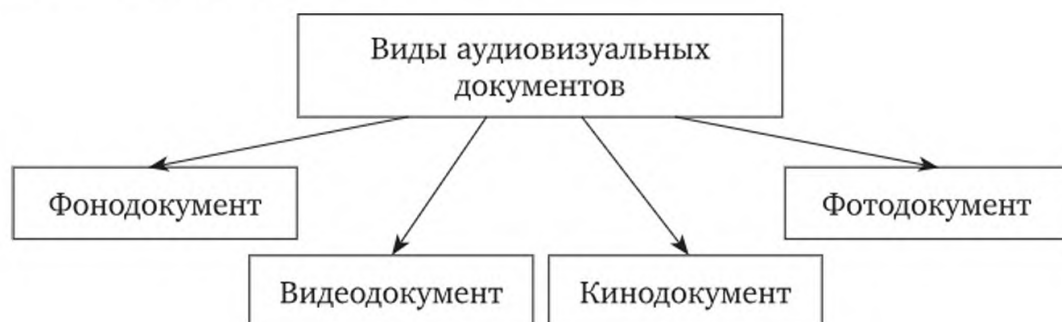 Виды аудиовизуальных
документов
Фонодокумент
Фотодокумент
Видеодокумент
Кинодокумент